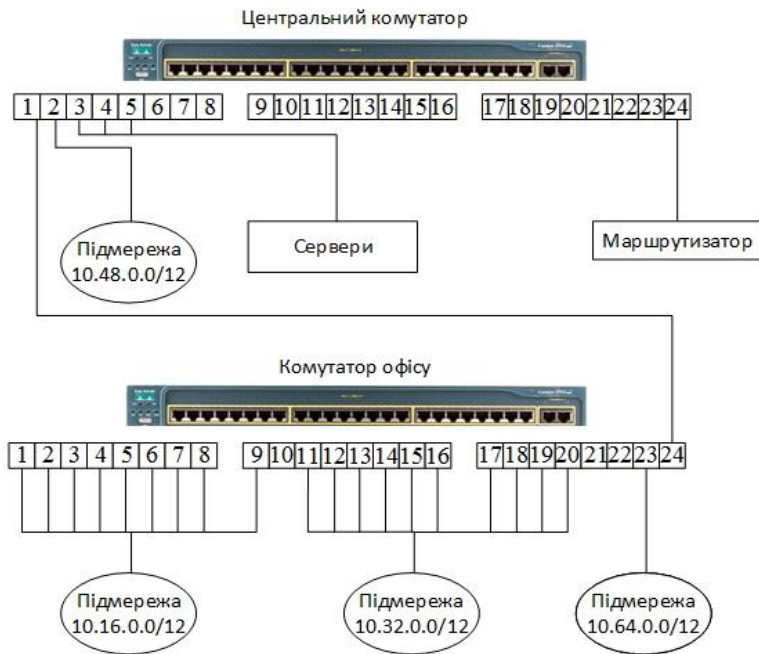 Центральний комутатор
1 2 3 4 5 6 7 8 9 10 11 12 13 14 15 16 17 18 19 20 21 22 23 24
Підмережа
10.48.0.0/12
Сервери
Маршрутизатор
Комутатор офісу
1 2 3 4 5 6 7 8 9 10 11 12 13 14 15 16 17 18 19 20 21 22 23 24
Підмережа
10.16.0.0/12
Підмережа
10.32.0.0/12
Підмережа
10.64.0.0/12